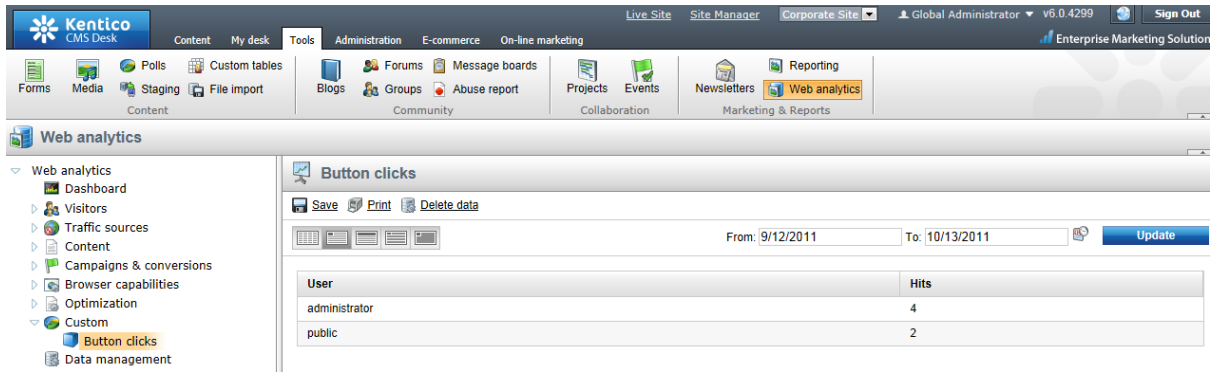 Kentico
CMS Desk
Live Site Site Manager Corporate Site Global Administrator v6.0.4299 Sign Out
Content My desk Tools Administration E-commerce On-line marketing Enterprise Marketing Solution
Forms Media Polls Custom tables Staging File import
Content
Blogs Forums Message boards Groups Abuse report
Community
Projects Events
Collaboration
Newsletters Reporting Web analytics
Marketing & Reports
Web analytics
Web analytics
Dashboard
Visitors
Traffic sources
Content
Campaigns & conversions
Browser capabilities
Optimization
Custom
Button clicks
Data management
Button clicks
Save Print Delete data
From: 9/12/2011 To: 10/13/2011 Update
User Hits
administrator 4
public 2